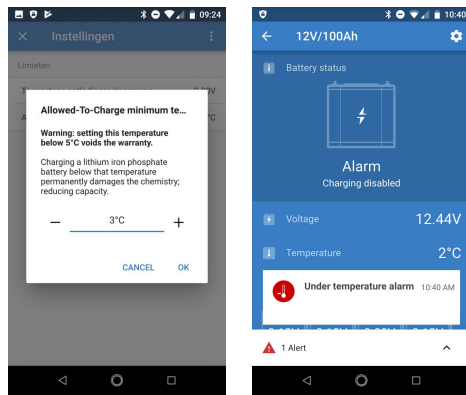 09:24
Instellingen
Limieten
Allowed-To-Charge minimum te...
Warning: setting this temperature
below 5°C voids the warranty.
Charging a lithium iron phosphate
battery below that temperature
permanently damages the chemistry;
reducing capacity.
— 3°C +
CANCEL OK
10:40
12V/100Ah
Battery status
Alarm
Charging disabled
Voltage 12.44V
Temperature 2°C
Under temperature alarm 10:40 AM
1 Alert